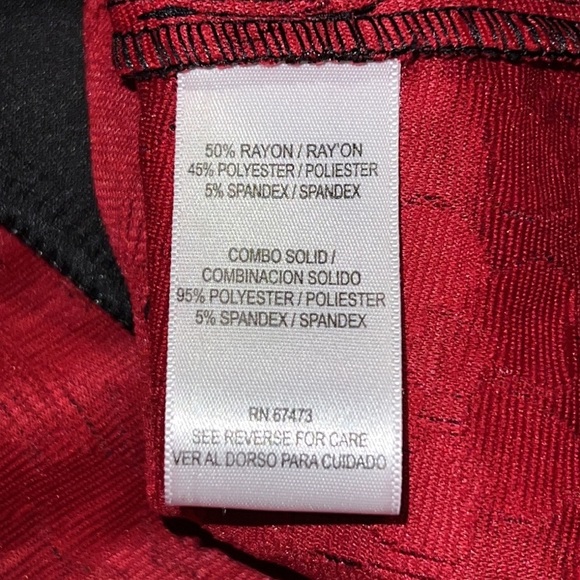 50% RAYON / RAY'ON
45% POLYESTER / POLIESTER
5% SPANDEX / SPANDEX
COMBO SOLID /
COMBINACION SOLIDO
95% POLYESTER / POLIESTER
5% SPANDEX / SPANDEX
RN 67473
SEE REVERSE FOR CARE
VER AL DORSO PARA CUIDADO